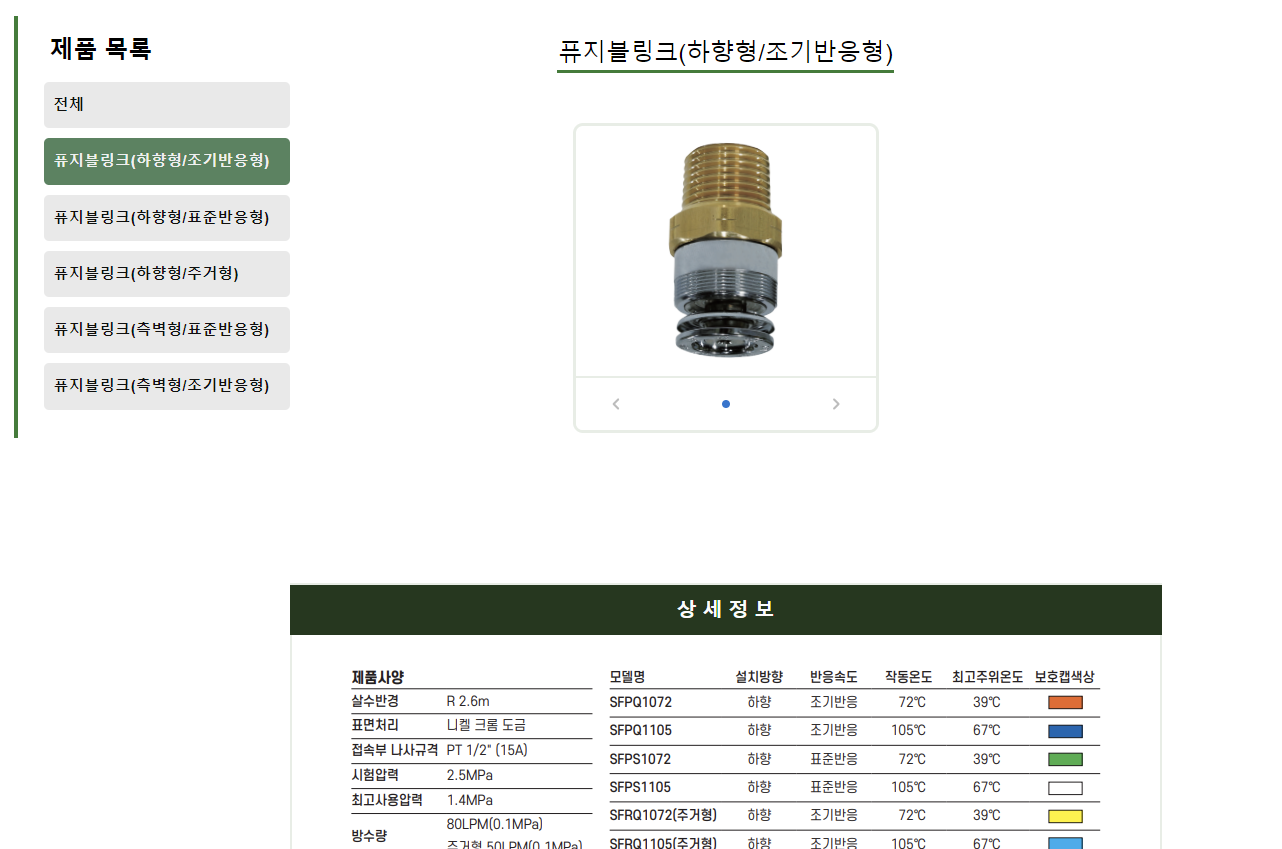 제품 목록
전체
퓨지블링크(하향형/조기반응형)
퓨지블링크(하향형/표준반응형)
퓨지블링크(하향형/주거형)
퓨지블링크(측벽형/표준반응형)
퓨지블링크(측벽형/조기반응형)
퓨지블링크(하향형/조기반응형)
상세정보
제품사양
살수반경 R 2.6m
표면처리 니켈 크롬 도금
접속부 나사규격 PT 1/2" (15A)
시험압력 2.5MPa
최고사용압력 1.4MPa
방수량 80LPM(0.1MPa)
주거형 50LPM(0.1MPa)
모델명 설치방향 반응속도 작동온도 최고주위온도 보호캡색상
SFPQ1072 하향 조기반응 72℃ 39℃
SFPQ1105 하향 조기반응 105℃ 67℃
SFPS1072 하향 표준반응 72℃ 39℃
SFPS1105 하향 표준반응 105℃ 67℃
SFRQ1072(주거형) 하향 조기반응 72℃ 39℃
SFRQ1105(주거형) 하향 조기반응 105℃ 67℃